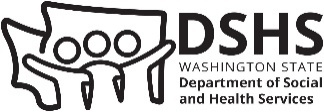 DSHS
WASHINGTON STATE
Department of Social
and Health Services